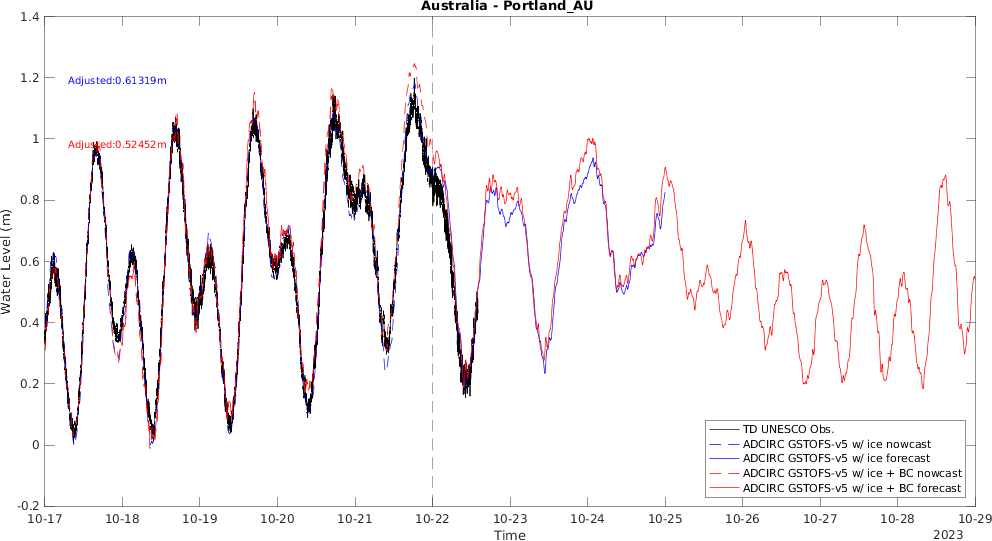 Australia - Portland_AU
1.4
1.2
1
0.8
0.6
0.4
0.2
0
-0.2
Water Level (m)
Adjusted:0.61319m
Adjusted:0.52452m
TD UNESCO Obs.
ADCIRC GSTOFS-v5 w/ ice nowcast
ADCIRC GSTOFS-v5 w/ ice forecast
ADCIRC GSTOFS-v5 w/ ice + BC nowcast
ADCIRC GSTOFS-v5 w/ ice + BC forecast
10-17 10-18 10-19 10-20 10-21 10-22 10-23 10-24 10-25 10-26 10-27 10-28 10-29
Time
2023